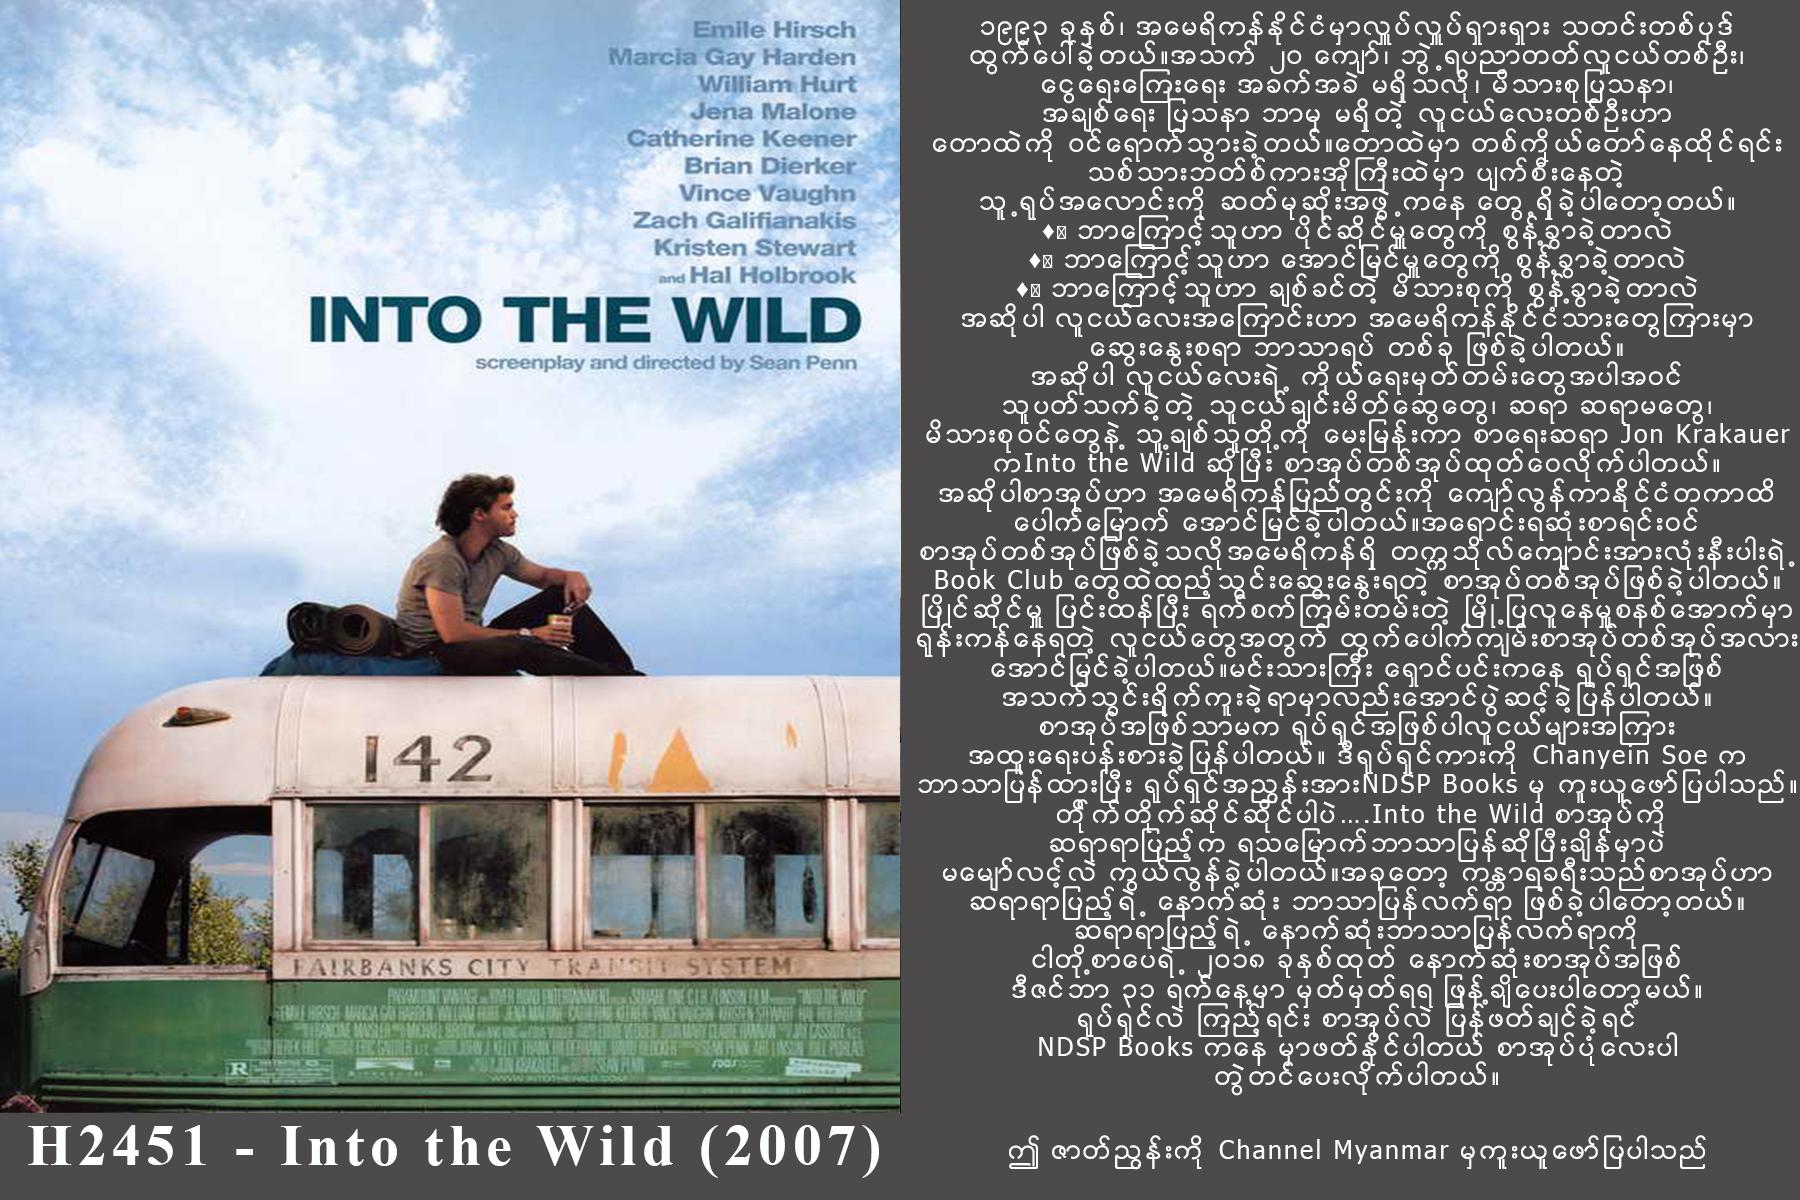 Emile Hirsch
Marcia Gay Harden
William Hurt
Jena Malone
Catherine Keener
Brian Dierker
Vince Vaughn
Zach Galifianakis
Kristen Stewart
and Hal Holbrook
INTO THE WILD
screenplay and directed by Sean Penn
142
FAIRBANKS CITY TRANSIT SYSTEM
PARAMOUNT VANTAGE RIVER ROAD ENTERTAINMENT SQUARE ONE C.I.H / LINSON FILM "INTO THE WILD"
EMILE HIRSCH MARCIA GAY HARDEN WILLIAM JENA MALONE CATHERINE KEENER VINCE VAUGHN KRISTEN STEWART
WWW.INTOTHEWILD.COM
R
H2451 - Into the Wild (2007)
၁၉၉၃ ခုနှစ်၊ အမေရိကန်နိုင်ငံမှာလှုပ်လှုပ်ရှားရှား သတင်းတစ်ပုဒ်
ထွက်ပေါ်ခဲ့တယ်။အသက် ၂၀ ကျော်၊ ဘွဲ့ရပညာတတ်လူငယ်တစ်ဦး၊
ငွေရေးကြေးရေး အခက်အခဲ မရှိသလို၊ မိသားစုပြသနာ၊
အချစ်ရေး ပြသနာ ဘာမှ မရှိတဲ့ လူငယ်လေးတစ်ဦးဟာ
တောထဲကို ဝင်ရောက်သွားခဲ့တယ်။တောထဲမှာ တစ်ကိုယ်တော်နေထိုင်ရင်း
သစ်သားဘတ်စ်ကားအိုကြီးထဲမှာ ပျက်စီးနေတဲ့
သူ့ရုပ်အလောင်းကို ဆတ်မုဆိုးအဖွဲ့ကနေ တွေ့ရှိခဲ့ပါတော့တယ်။
♦ ဘာကြောင့်သူဟာ ပိုင်ဆိုင်မှုတွေကို စွန့်ခွာခဲ့တာလဲ
♦ ဘာကြောင့်သူဟာ အောင်မြင်မှုတွေကို စွန့်ခွာခဲ့တာလဲ
♦ ဘာကြောင့်သူဟာ ချစ်ခင်တဲ့ မိသားစုကို စွန့်ခွာခဲ့တာလဲ
အဆိုပါ လူငယ်လေးအကြောင်းဟာ အမေရိကန်နိုင်ငံသားတွေကြားမှာ
ဆွေးနွေးစရာ ဘာသာရပ် တစ်ခု ဖြစ်ခဲ့ပါတယ်။
အဆိုပါ လူငယ်လေးရဲ့ ကိုယ်ရေးမှတ်တမ်းတွေအပါအဝင်
သူပတ်သက်ခဲ့တဲ့ သူငယ်ချင်းမိတ်ဆွေတွေ၊ ဆရာ ဆရာမတွေ၊
မိသားစုဝင်တွေနဲ့ သူ့ချစ်သူတို့ကို မေးမြန်းကာ စာရေးဆရာ Jon Krakauer
ကInto the Wild ဆိုပြီး စာအုပ်တစ်အုပ်ထုတ်ဝေလိုက်ပါတယ်။
အဆိုပါစာအုပ်ဟာ အမေရိကန်ပြည်တွင်းကို ကျော်လွန်ကာနိုင်ငံတကာထိ
ပေါက်မြောက် အောင်မြင်ခဲ့ပါတယ်။အရောင်းရဆုံးစာရင်းဝင်
စာအုပ်တစ်အုပ်ဖြစ်ခဲ့သလိုအမေရိကန်ရှိ တက္ကသိုလ်ကျောင်းအားလုံးနီးပါးရဲ့
Book Club တွေထဲထည့်သွင်းဆွေးနွေးရတဲ့ စာအုပ်တစ်အုပ်ဖြစ်ခဲ့ပါတယ်။
ပြိုင်ဆိုင်မှု ပြင်းထန်ပြီး ရက်စက်ကြမ်းတမ်းတဲ့ မြို့ပြလူနေမှုစနစ်အောက်မှာ
ရုန်းကန်နေရတဲ့ လူငယ်တွေအတွက် ထွက်ပေါက်ကျမ်းစာအုပ်တစ်အုပ်အလား
အောင်မြင်ခဲ့ပါတယ်။မင်းသားကြီး ရှောင်ပင်းကနေ ရုပ်ရှင်အဖြစ်
အသက်သွင်းရိုက်ကူးခဲ့ရာမှာလည်းအောင်ပွဲဆင့်ခဲ့ပြန်ပါတယ်။
စာအုပ်အဖြစ်သာမက ရုပ်ရှင်အဖြစ်ပါလူငယ်များအကြား
အထူးရေးပန်းစားခဲ့ပြန်ပါတယ်။ ဒီရုပ်ရှင်ကားကို Chanyein Soe က
ဘာသာပြန်ထားပြီး ရုပ်ရှင်အညွှန်းအားNDSP Books မှ ကူးယူဖော်ပြပါသည်။
တိုက်တိုက်ဆိုင်ဆိုင်ပါပဲ....Into the Wild စာအုပ်ကို
ဆရာရာပြည့်က ရသမြောက်ဘာသာပြန်ဆိုပြီးချိန်မှာပဲ
မမျှော်လင့်လဲ ကွယ်လွန်ခဲ့ပါတယ်။အခုတော့ ကန္တာရခရီးသည်စာအုပ်ဟာ
ဆရာရာပြည့်ရဲ့ နောက်ဆုံး ဘာသာပြန်လက်ရာ ဖြစ်ခဲ့ပါတော့တယ်။
ဆရာရာပြည့်ရဲ့ နောက်ဆုံးဘာသာပြန်လက်ရာကို
ငါတို့စာပေရဲ့ ၂၀၁၈ ခုနှစ်ထုတ် နောက်ဆုံးစာအုပ်အဖြစ်
ဒီဇင်ဘာ ၃၁ ရက်နေ့မှာ မှတ်မှတ်ရရ ဖြန့်ချိပေးပါတော့မယ်။
ရုပ်ရှင်လဲ ကြည့်ရင်း စာအုပ်လဲ ပြန်ဖတ်ချင်ခဲ့ရင်
NDSP Books ကနေ မှာဖတ်နိုင်ပါတယ် စာအုပ်ပုံလေးပါ
တွဲတင်ပေးလိုက်ပါတယ်။
ဤ ဇာတ်ညွှန်းကို Channel Myanmar မှကူးယူဖော်ပြပါသည်